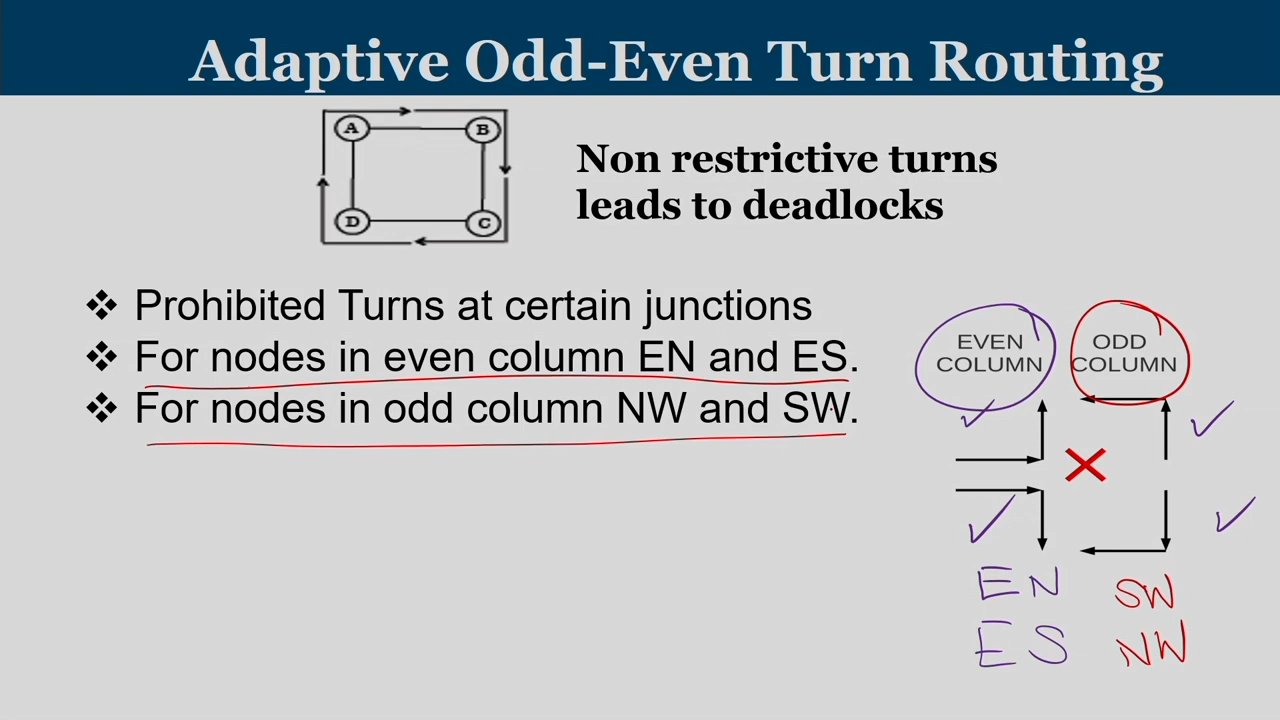 Adaptive Odd-Even Turn Routing
A B
D C
Non restrictive turns
leads to deadlocks
❖ Prohibited Turns at certain junctions
❖ For nodes in even column EN and ES.
❖ For nodes in odd column NW and SW.
EVEN
COLUMN
ODD
COLUMN
EN
ES
SW
NW